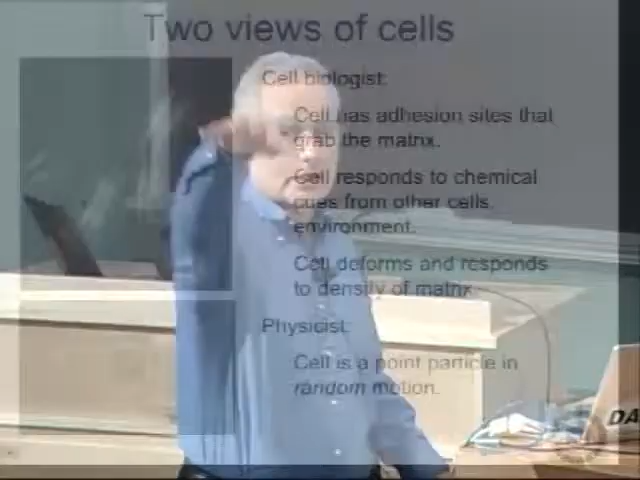 Two views of cells
Cell biologist:
Cell has adhesion sites that
grab the matrix.
Cell responds to chemical
cues from other cells,
environment.
Cell deforms and responds
to density of matrix
Physicist:
Cell is a point particle in
random motion.
DA